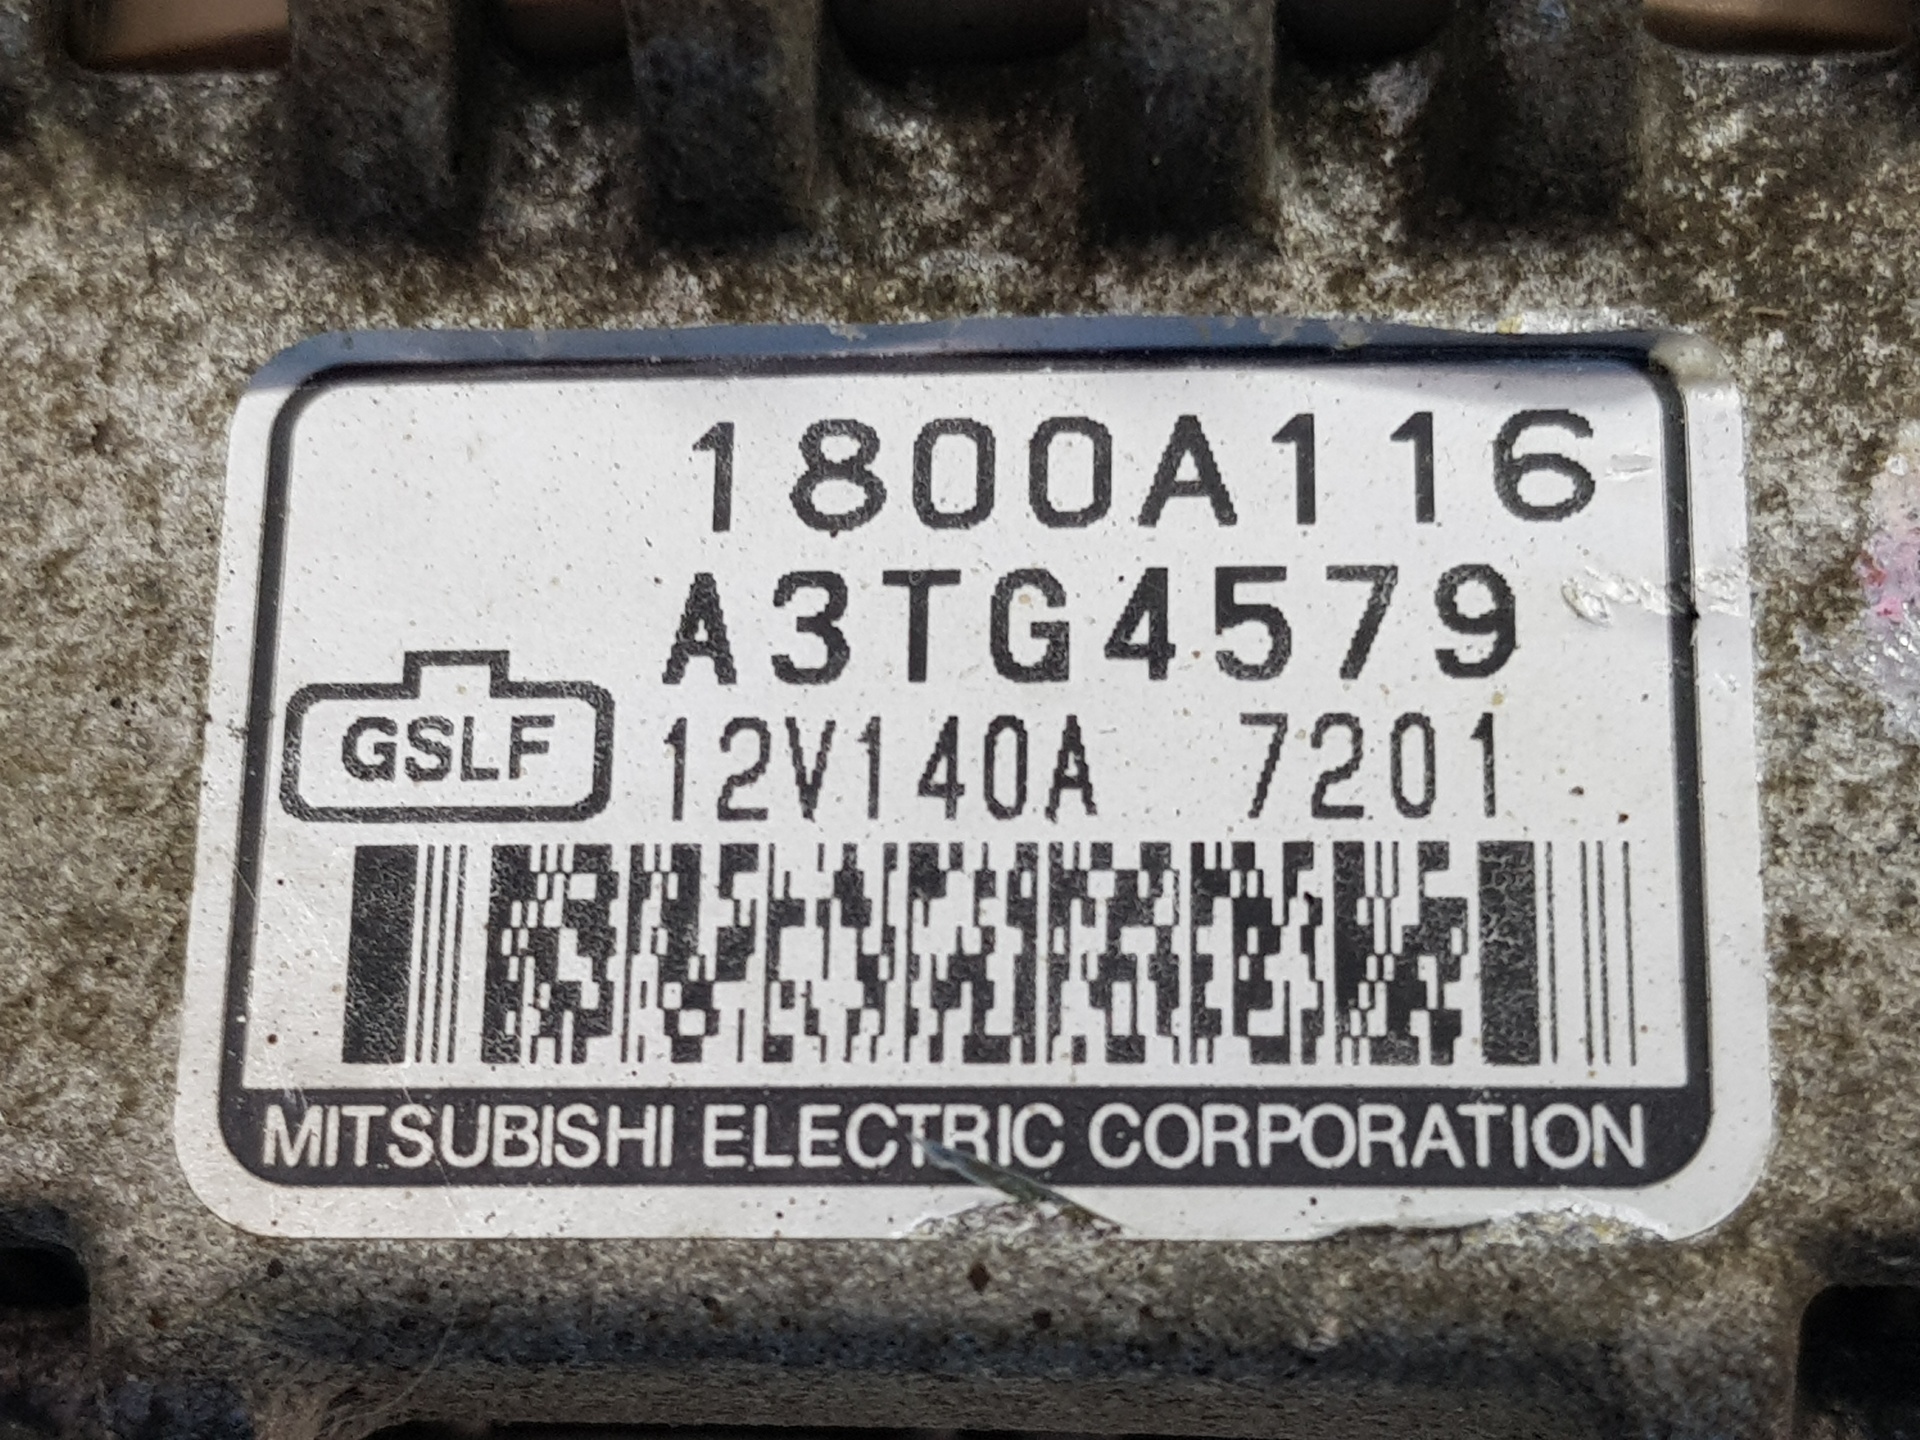 1800A116
A3TG4579
GSLF 12V140A 7201
MITSUBISHI ELECTRIC CORPORATION